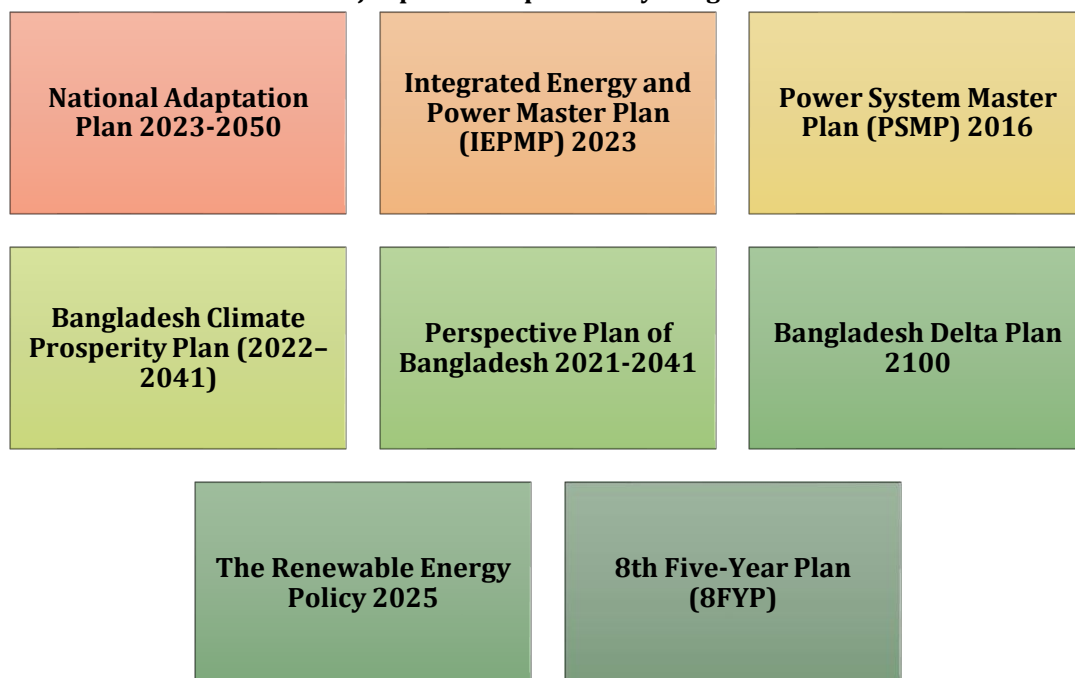 National Adaptation
Plan 2023-2050
Integrated Energy and
Power Master Plan
(IEPMP) 2023
Power System Master
Plan (PSMP) 2016
Bangladesh Climate
Prosperity Plan (2022–
2041)
Perspective Plan of
Bangladesh 2021-2041
Bangladesh Delta Plan
2100
The Renewable Energy
Policy 2025
8th Five-Year Plan
(8FYP)